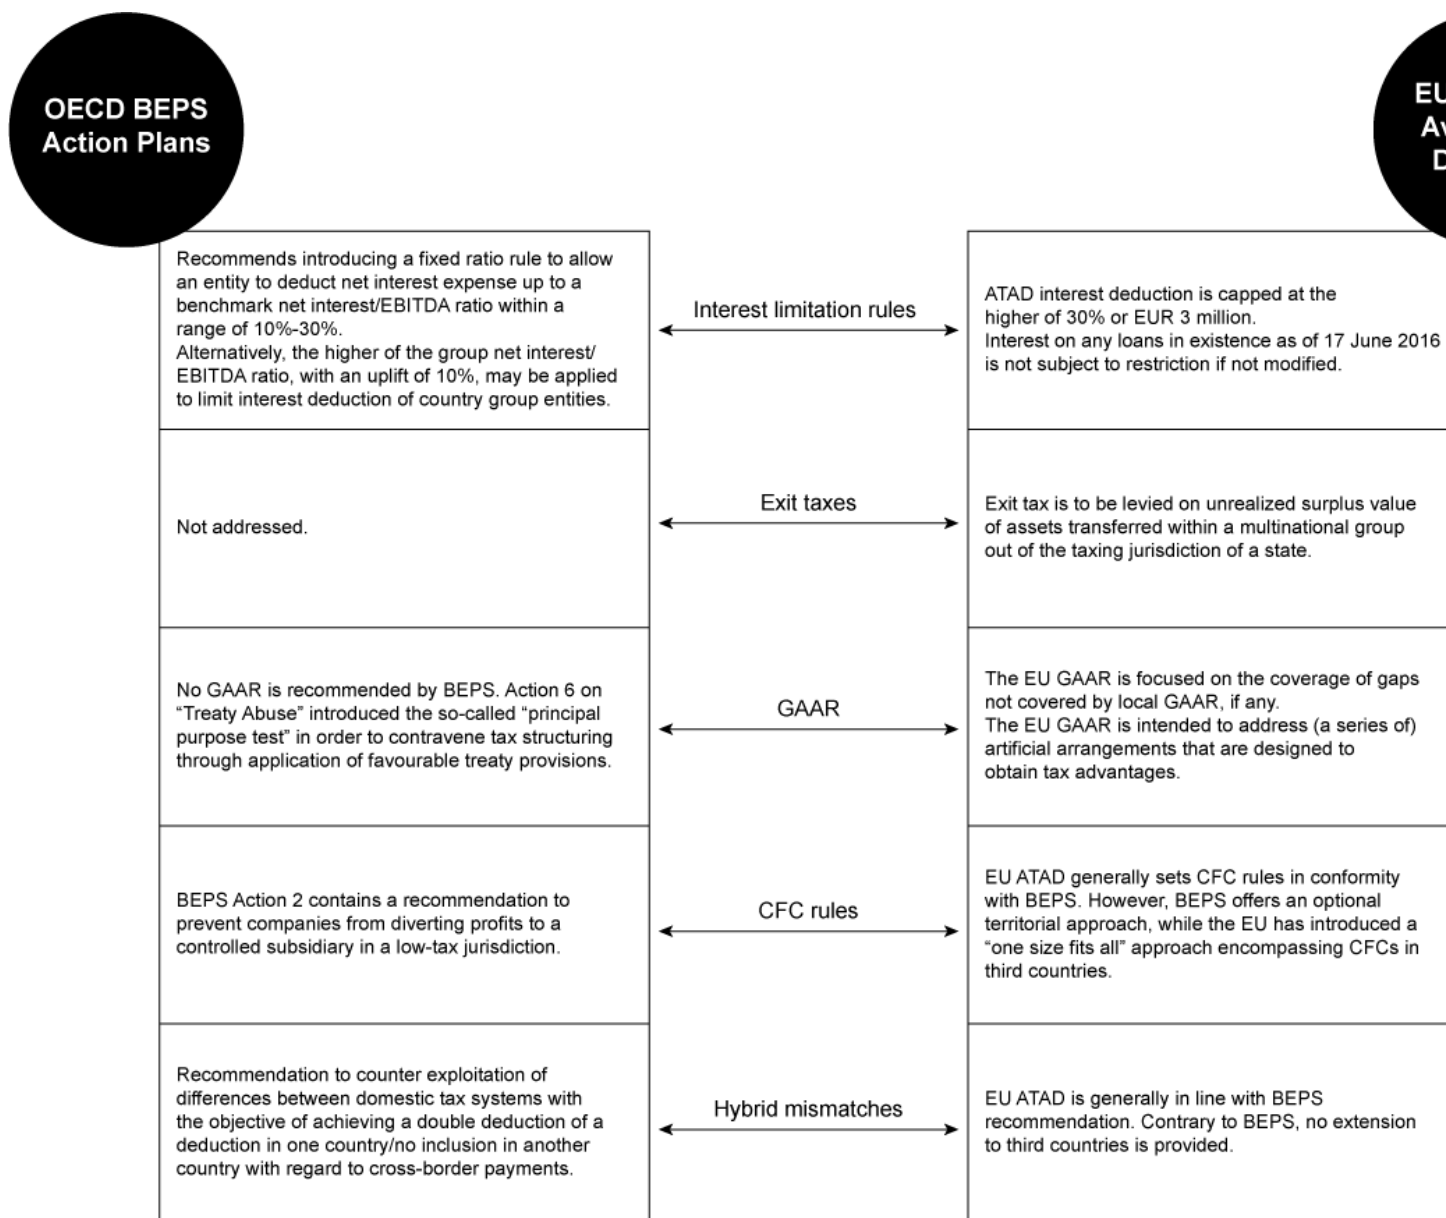 OECD BEPS
Action Plans
EU
Recommends introducing a fixed ratio rule to allow
an entity to deduct net interest expense up to a
benchmark net interest/EBITDA ratio within a
range of 10%-30%.
Alternatively, the higher of the group net interest/
EBITDA ratio, with an uplift of 10%, may be applied
to limit interest deduction of country group entities.
Interest limitation rules
ATAD interest deduction is capped at the
higher of 30% or EUR 3 million.
Interest on any loans in existence as of 17 June 2016
is not subject to restriction if not modified.
Not addressed.
Exit taxes
Exit tax is to be levied on unrealized surplus value
of assets transferred within a multinational group
out of the taxing jurisdiction of a state.
No GAAR is recommended by BEPS. Action 6 on
“Treaty Abuse” introduced the so-called “principal
purpose test” in order to contravene tax structuring
through application of favourable treaty provisions.
GAAR
The EU GAAR is focused on the coverage of gaps
not covered by local GAAR, if any.
The EU GAAR is intended to address (a series of)
artificial arrangements that are designed to
obtain tax advantages.
BEPS Action 2 contains a recommendation to
prevent companies from diverting profits to a
controlled subsidiary in a low-tax jurisdiction.
CFC rules
EU ATAD generally sets CFC rules in conformity
with BEPS. However, BEPS offers an optional
territorial approach, while the EU has introduced a
“one size fits all” approach encompassing CFCs in
third countries.
Recommendation to counter exploitation of
differences between domestic tax systems with
the objective of achieving a double deduction of a
deduction in one country/no inclusion in another
country with regard to cross-border payments.
Hybrid mismatches
EU ATAD is generally in line with BEPS
recommendation. Contrary to BEPS, no extension
to third countries is provided.